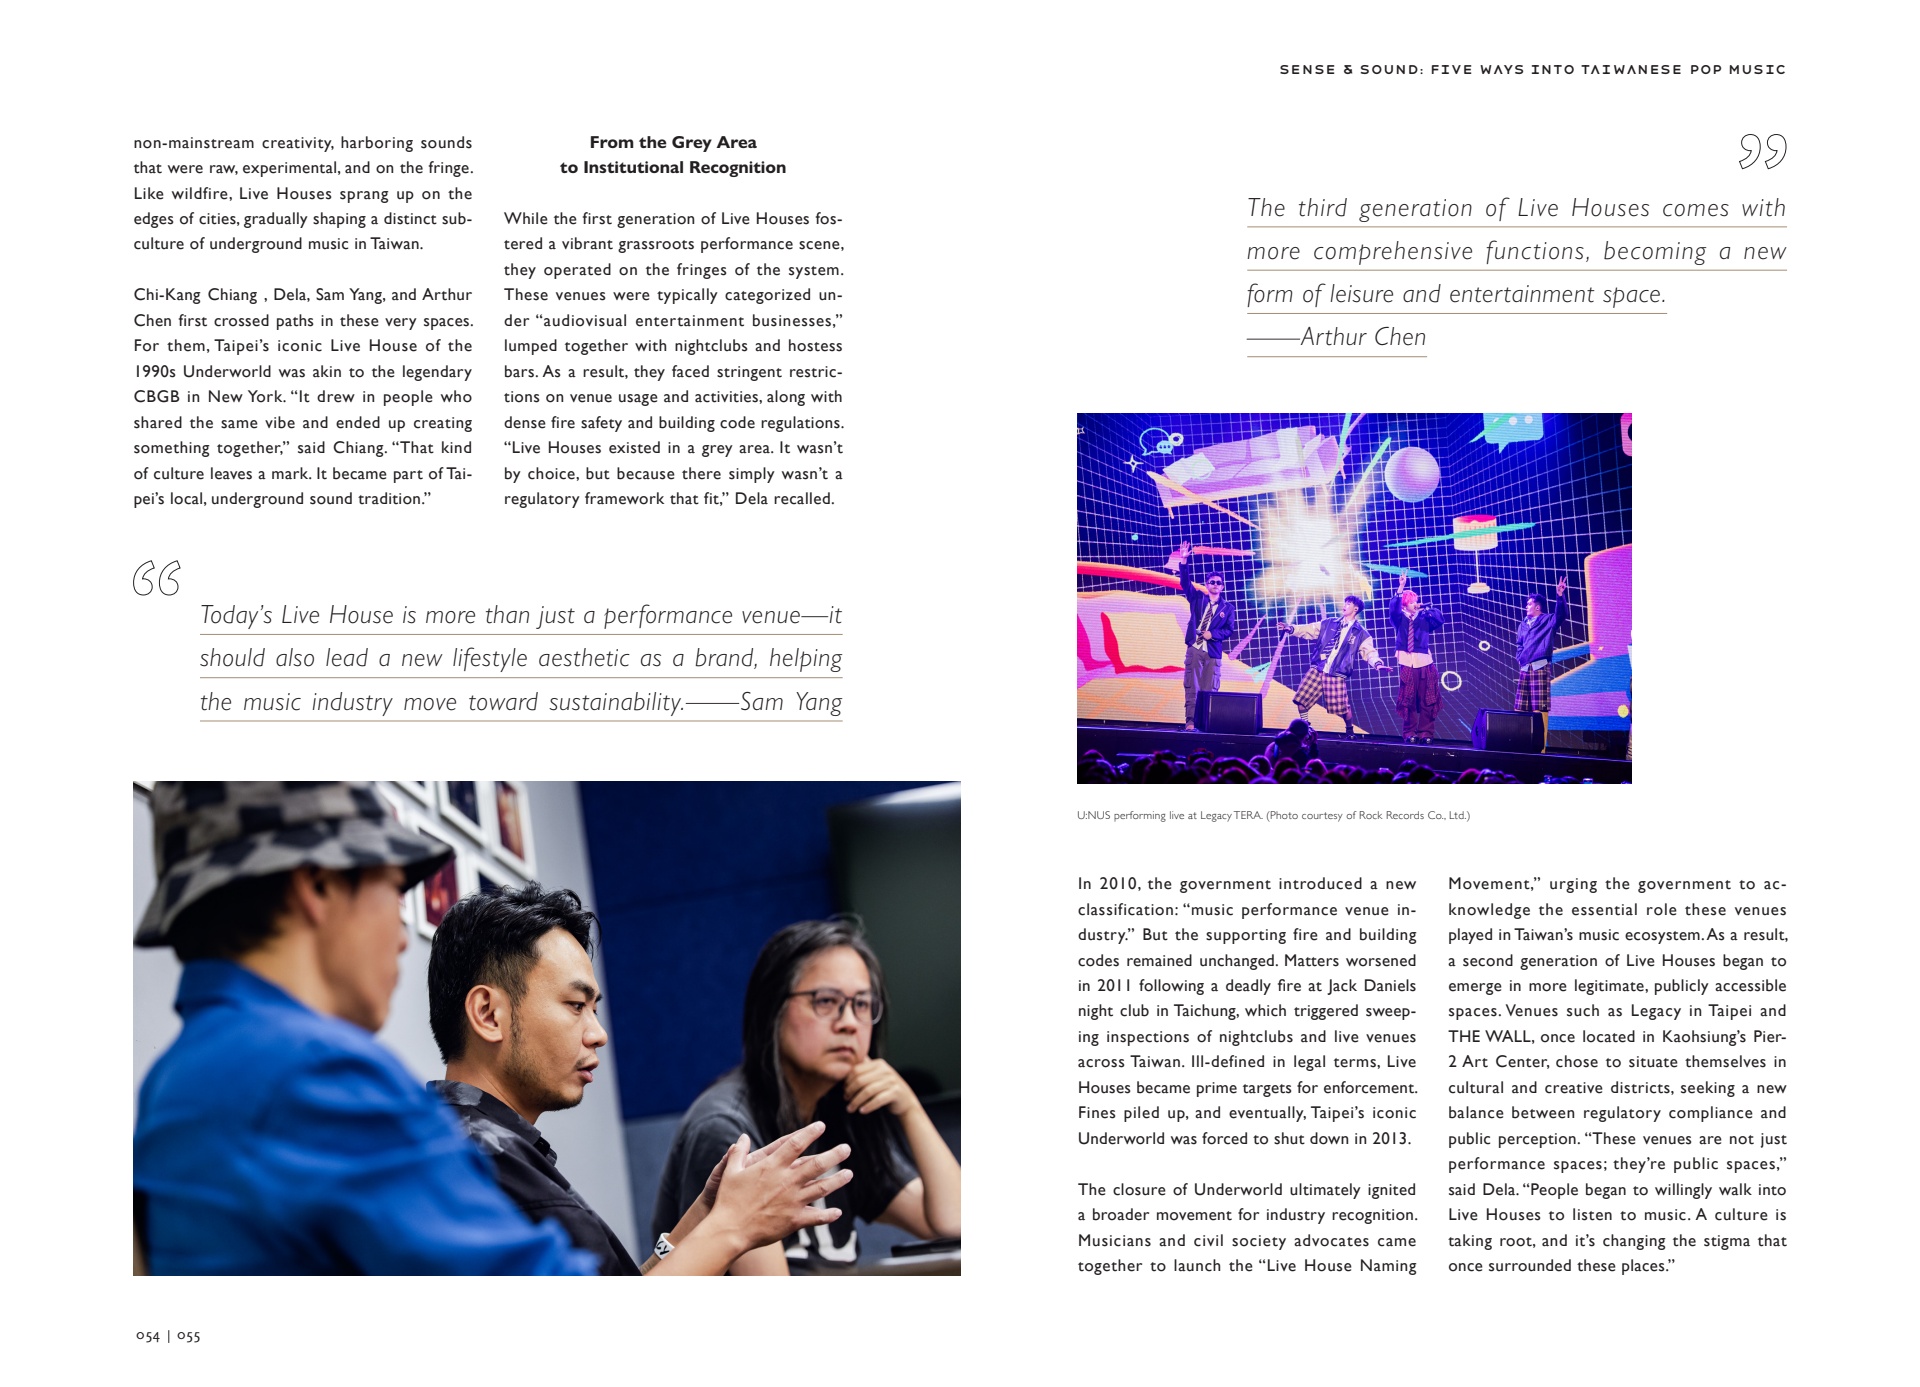 SENSE & SOUND: FIVE WAYS INTO TAIWANESE POP MUSIC
non-mainstream creativity, harboring sounds
that were raw, experimental, and on the fringe.
Like wildfire, Live Houses sprang up on the
edges of cities, gradually shaping a distinct sub-
culture of underground music in Taiwan.
Chi-Kang Chiang , Dela, Sam Yang, and Arthur
Chen first crossed paths in these very spaces.
For them, Taipei’s iconic Live House of the
1990s Underworld was akin to the legendary
CBGB in New York. “It drew in people who
shared the same vibe and ended up creating
something together,” said Chiang. “That kind
of culture leaves a mark. It became part of Tai-
pei’s local, underground sound tradition.”
From the Grey Area
to Institutional Recognition
While the first generation of Live Houses fos-
tered a vibrant grassroots performance scene,
they operated on the fringes of the system.
These venues were typically categorized un-
der “audiovisual entertainment businesses,”
lumped together with nightclubs and hostess
bars. As a result, they faced stringent restric-
tions on venue usage and activities, along with
dense fire safety and building code regulations.
“Live Houses existed in a grey area. It wasn’t
by choice, but because there simply wasn’t a
regulatory framework that fit,” Dela recalled.
“
Today’s Live House is more than just a performance venue—it
should also lead a new lifestyle aesthetic as a brand, helping
the music industry move toward sustainability.——Sam Yang
”
The third generation of Live Houses comes with
more comprehensive functions, becoming a new
form of leisure and entertainment space.
——Arthur Chen
U:NUS performing live at Legacy TERA. (Photo courtesy of Rock Records Co., Ltd.)
In 2010, the government introduced a new
classification: “music performance venue in-
dustry.” But the supporting fire and building
codes remained unchanged. Matters worsened
in 2011 following a deadly fire at Jack Daniels
night club in Taichung, which triggered sweep-
ing inspections of nightclubs and live venues
across Taiwan. Ill-defined in legal terms, Live
Houses became prime targets for enforcement.
Fines piled up, and eventually, Taipei’s iconic
Underworld was forced to shut down in 2013.
The closure of Underworld ultimately ignited
a broader movement for industry recognition.
Musicians and civil society advocates came
together to launch the “Live House Naming
Movement,” urging the government to ac-
knowledge the essential role these venues
played in Taiwan’s music ecosystem. As a result,
a second generation of Live Houses began to
emerge in more legitimate, publicly accessible
spaces. Venues such as Legacy in Taipei and
THE WALL, once located in Kaohsiung’s Pier-
2 Art Center, chose to situate themselves in
cultural and creative districts, seeking a new
balance between regulatory compliance and
public perception. “These venues are not just
performance spaces; they’re public spaces,”
said Dela. “People began to willingly walk into
Live Houses to listen to music. A culture is
taking root, and it’s changing the stigma that
once surrounded these places.”
054 | 055